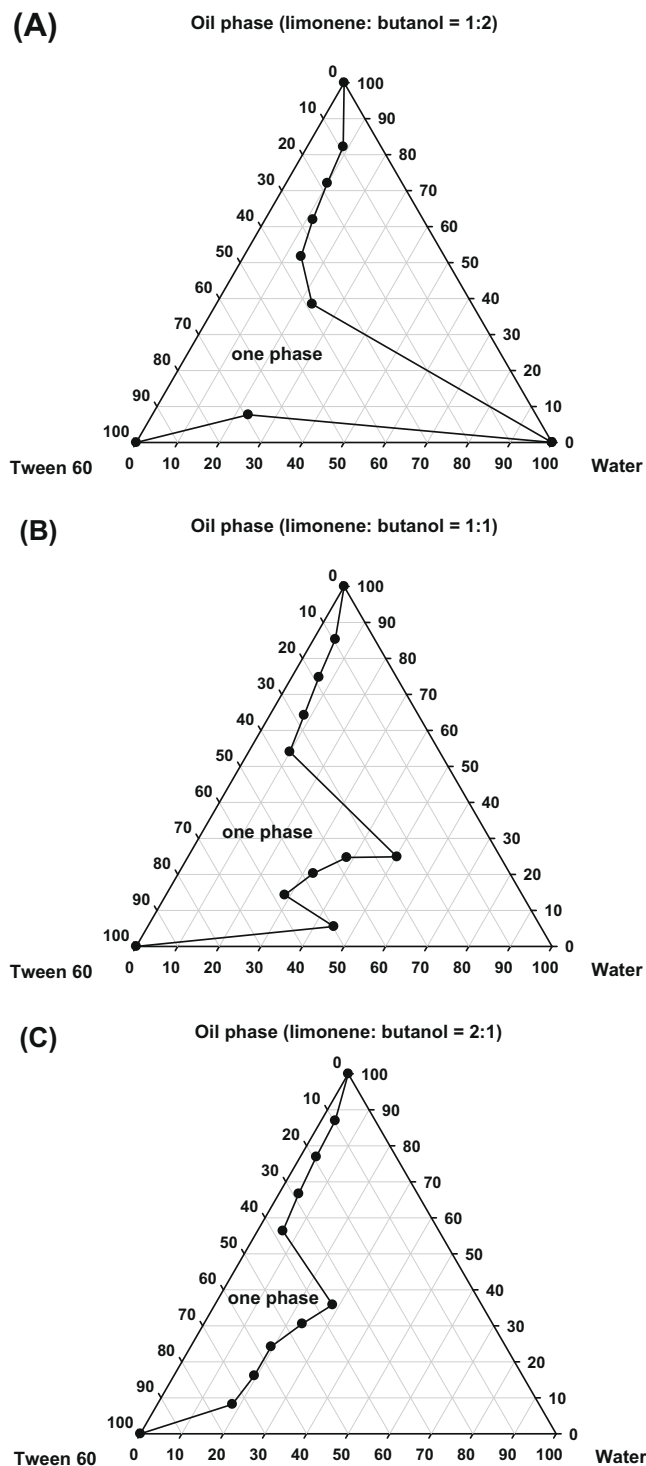 (A)
Oil phase (limonene: butanol = 1:2)
0 100
10 90
20 80
30 70
40 60
50 50
60 40
70 30
one phase
80 20
90 10
100 0
0 10 20 30 40 50 60 70 80 90 100
Tween 60 Water
(B)
Oil phase (limonene: butanol = 1:1)
0 100
10 90
20 80
30 70
40 60
50 50
60 40
70 30
one phase
80 20
90 10
100 0
0 10 20 30 40 50 60 70 80 90 100
Tween 60 Water
(C)
Oil phase (limonene: butanol = 2:1)
0 100
10 90
20 80
30 70
40 60
50 50
60 40
one phase
70 30
80 20
90 10
100 0
0 10 20 30 40 50 60 70 80 90 100
Tween 60 Water